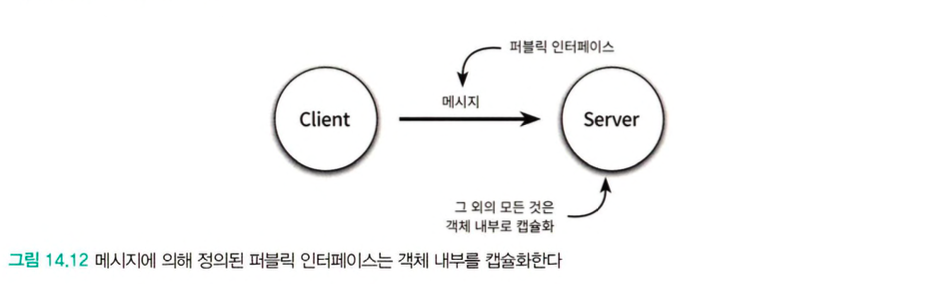 퍼블릭 인터페이스
메시지
Client
Server
그 외의 모든 것은
객체 내부로 캡슐화
그림 14.12 메시지에 의해 정의된 퍼블릭 인터페이스는 객체 내부를 캡슐화한다